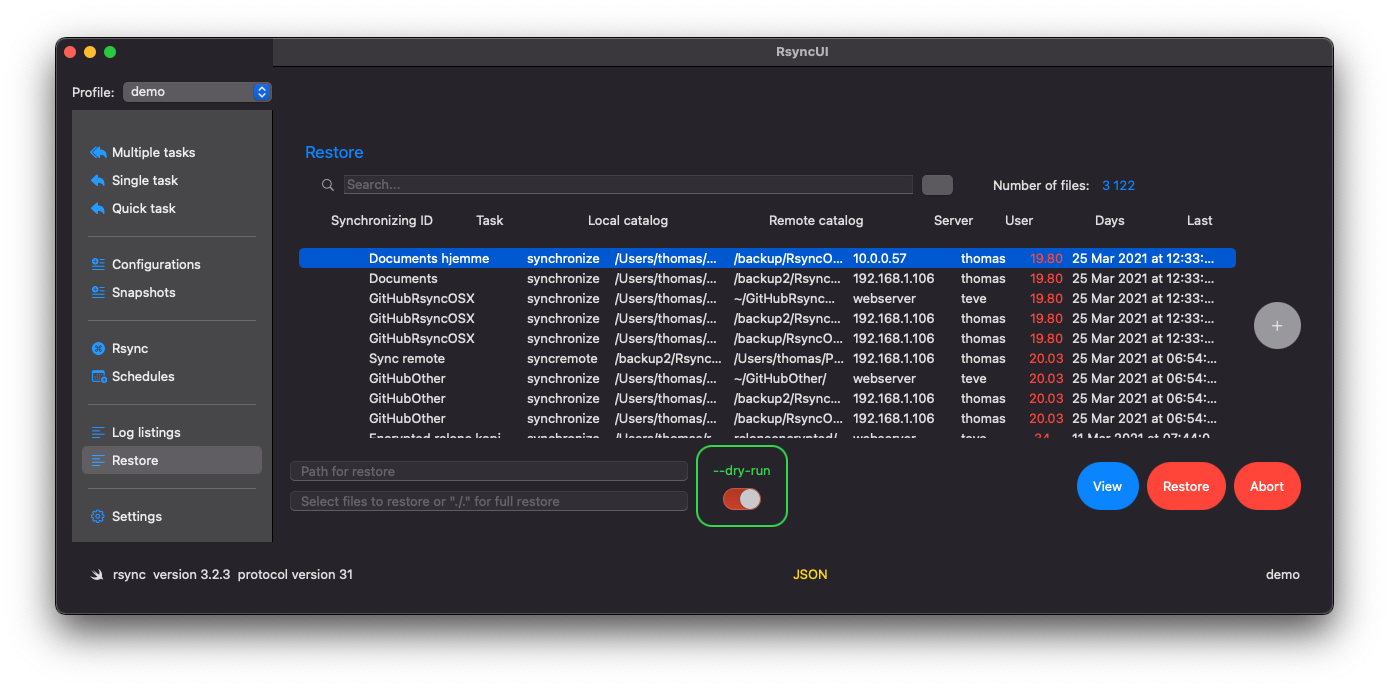 RsyncUI
Profile: demo
Multiple tasks
Single task
Quick task
Configurations
Snapshots
Rsync
Schedules
Log listings
Restore
Settings
Restore
Search... Number of files: 3 122
Synchronizing ID Task Local catalog Remote catalog Server User Days Last
Documents hjemme synchronize /Users/thomas/... /backup/RsyncO... 10.0.0.57 thomas 19.80 25 Mar 2021 at 12:33:...
Documents synchronize /Users/thomas/... /backup2/Rsync... 192.168.1.106 thomas 19.80 25 Mar 2021 at 12:33:...
GitHubRsyncOSX synchronize /Users/thomas/... ~/GitHubRsync... webserver teve 19.80 25 Mar 2021 at 12:33:...
GitHubRsyncOSX synchronize /Users/thomas/... /backup2/Rsync... 192.168.1.106 thomas 19.80 25 Mar 2021 at 12:33:...
GitHubRsyncOSX synchronize /Users/thomas/... /backup/RsyncO... 192.168.1.106 thomas 19.80 25 Mar 2021 at 12:33:...
Sync remote syncremote /backup2/Rsync... /Users/thomas/P... 192.168.1.106 thomas 20.03 25 Mar 2021 at 06:54:...
GitHubOther synchronize /Users/thomas/... ~/GitHubOther/ webserver teve 20.03 25 Mar 2021 at 06:54:...
GitHubOther synchronize /Users/thomas/... /backup2/Rsync... 192.168.1.106 thomas 20.03 25 Mar 2021 at 06:54:...
GitHubOther synchronize /Users/thomas/... /backup/RsyncO... 192.168.1.106 thomas 20.03 25 Mar 2021 at 06:54:...
synchronize webserver teve 11 Mar 2021 at
Path for restore
Select files to restore or "./." for full restore
--dry-run
View Restore Abort
rsync version 3.2.3 protocol version 31 JSON demo